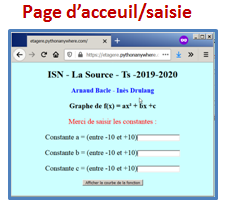 Page d'acceuil/saisie
etagere.pythonanywhere.com/
https://etagere.pythonanywhere...
ISN - La Source - Ts -2019-2020
Arnaud Bacle - Inès Drulang
Graphe de f(x) = ax² + bx +c
Merci de saisir les constantes :
Constante a = (entre -10 et +10)
Constante b = (entre -10 et +10)
Constante c = (entre -10 et +10)
Afficher la courbe de la fonction